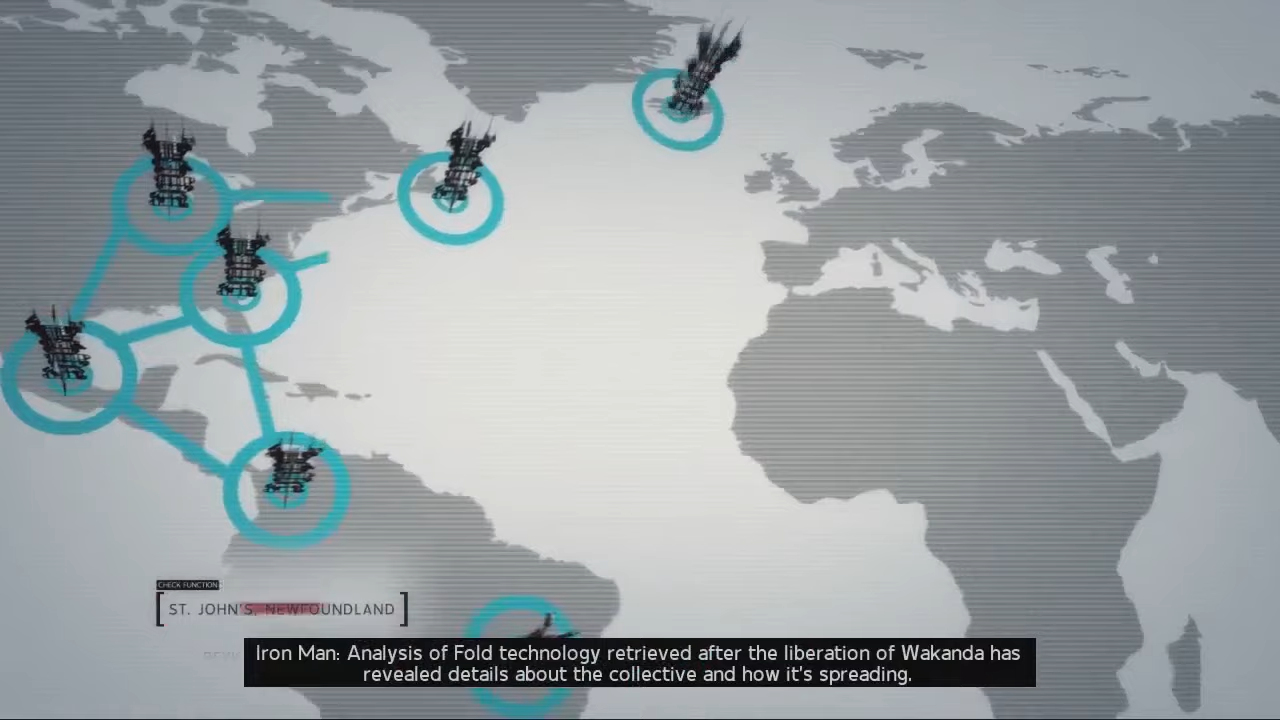 CHECK FUNCTION
[ST. JOHN'S, NEWFOUNDLAND]
Iron Man: Analysis of Fold technology retrieved after the liberation of Wakanda has
revealed details about the collective and how it's spreading.